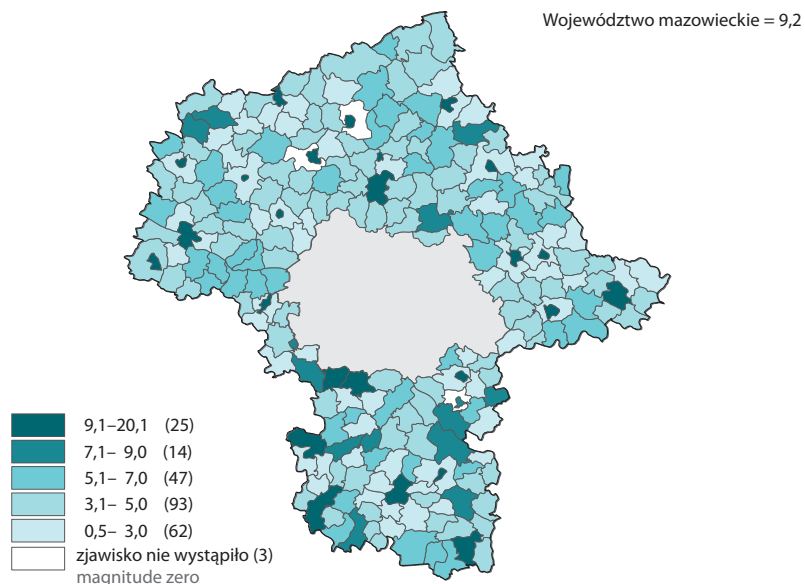 Województwo mazowieckie = 9,2
9,1–20,1 (25)
7,1– 9,0 (14)
5,1– 7,0 (47)
3,1– 5,0 (93)
0,5– 3,0 (62)
zjawisko nie wystąpiło (3)
magnitude zero